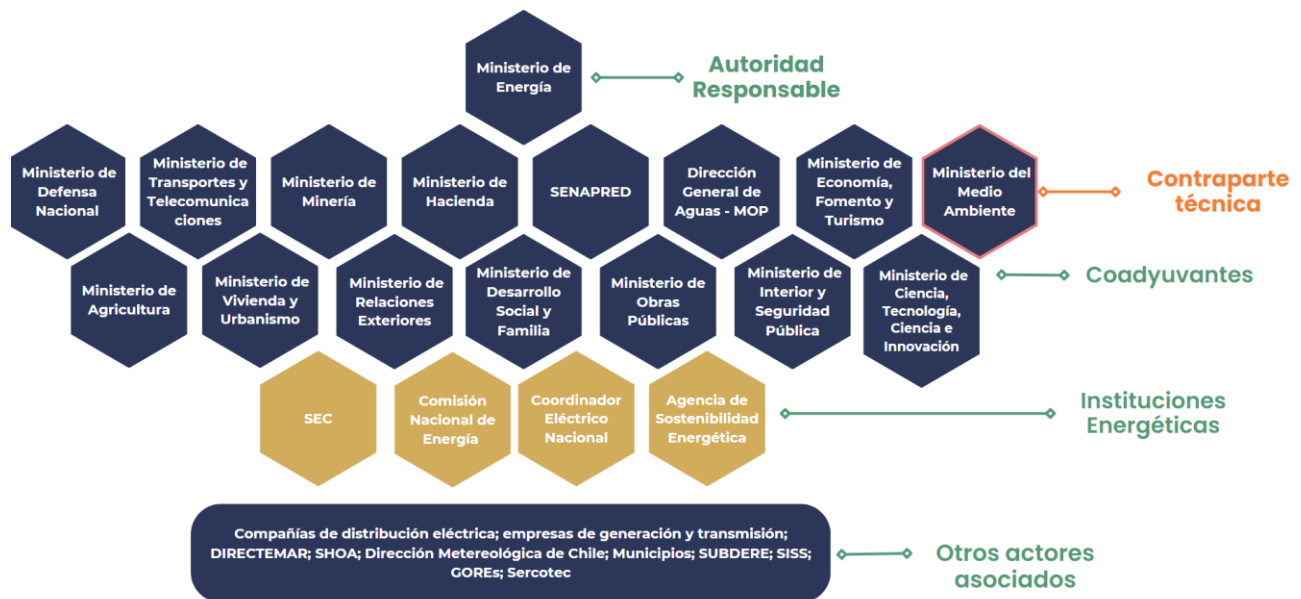 Ministerio de
Energía
Autoridad
Responsable
Ministerio de
Defensa
Nacional
Ministerio de
Transportes y
Telecomunica
ciones
Ministerio de
Minería
Ministerio de
Hacienda
SENAPRED
Dirección
General de
Aguas - MOP
Ministerio de
Economía,
Fomento y
Turismo
Ministerio del
Medio
Ambiente
Contraparte
técnica
Ministerio de
Agricultura
Ministerio de
Vivienda y
Urbanismo
Ministerio de
Relaciones
Exteriores
Ministerio de
Desarrollo
Social y
Familia
Ministerio de
Obras
Públicas
Ministerio de
Interior y
Seguridad
Pública
Ministerio de
Ciencia,
Tecnología,
Ciencia e
Innovación
Coadyuvantes
SEC
Comisión
Nacional de
Energía
Coordinador
Eléctrico
Nacional
Agencia de
Sostenibilidad
Energética
Instituciones
Energéticas
Compañías de distribución eléctrica; empresas de generación y transmisión;
DIRECTEMAR; SHOA; Dirección Metereológica de Chile; Municipios; SUBDERE; SISS;
GOREs; Sercotec
Otros actores
asociados